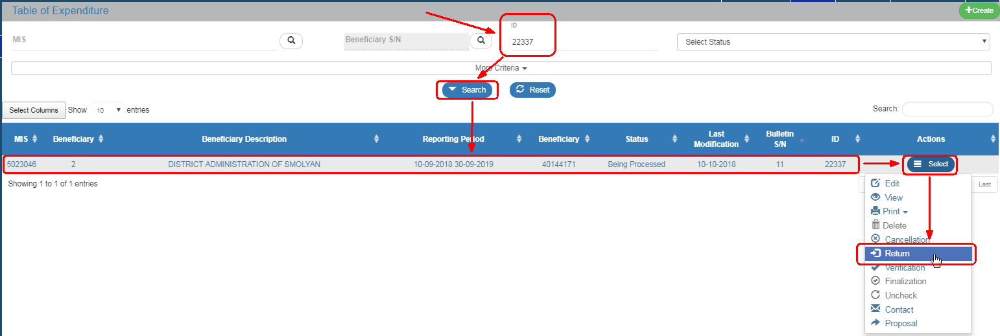 Table of Expenditure
Create
ID
MIS
Beneficiary S/N
22337
Select Status
More Criteria
Search
Reset
Select Columns Show 10 entries
Search:
MIS Beneficiary Beneficiary Description Reporting Period Beneficiary Status Last Modification Bulletin S/N ID Actions
5023046 2 DISTRICT ADMINISTRATION OF SMOLYAN 10-09-2018 30-09-2019 40144171 Being Processed 10-10-2018 11 22337 Select
Showing 1 to 1 of 1 entries
Last
Edit
View
Print
Delete
Cancellation
Return
Verification
Finalization
Uncheck
Contact
Proposal